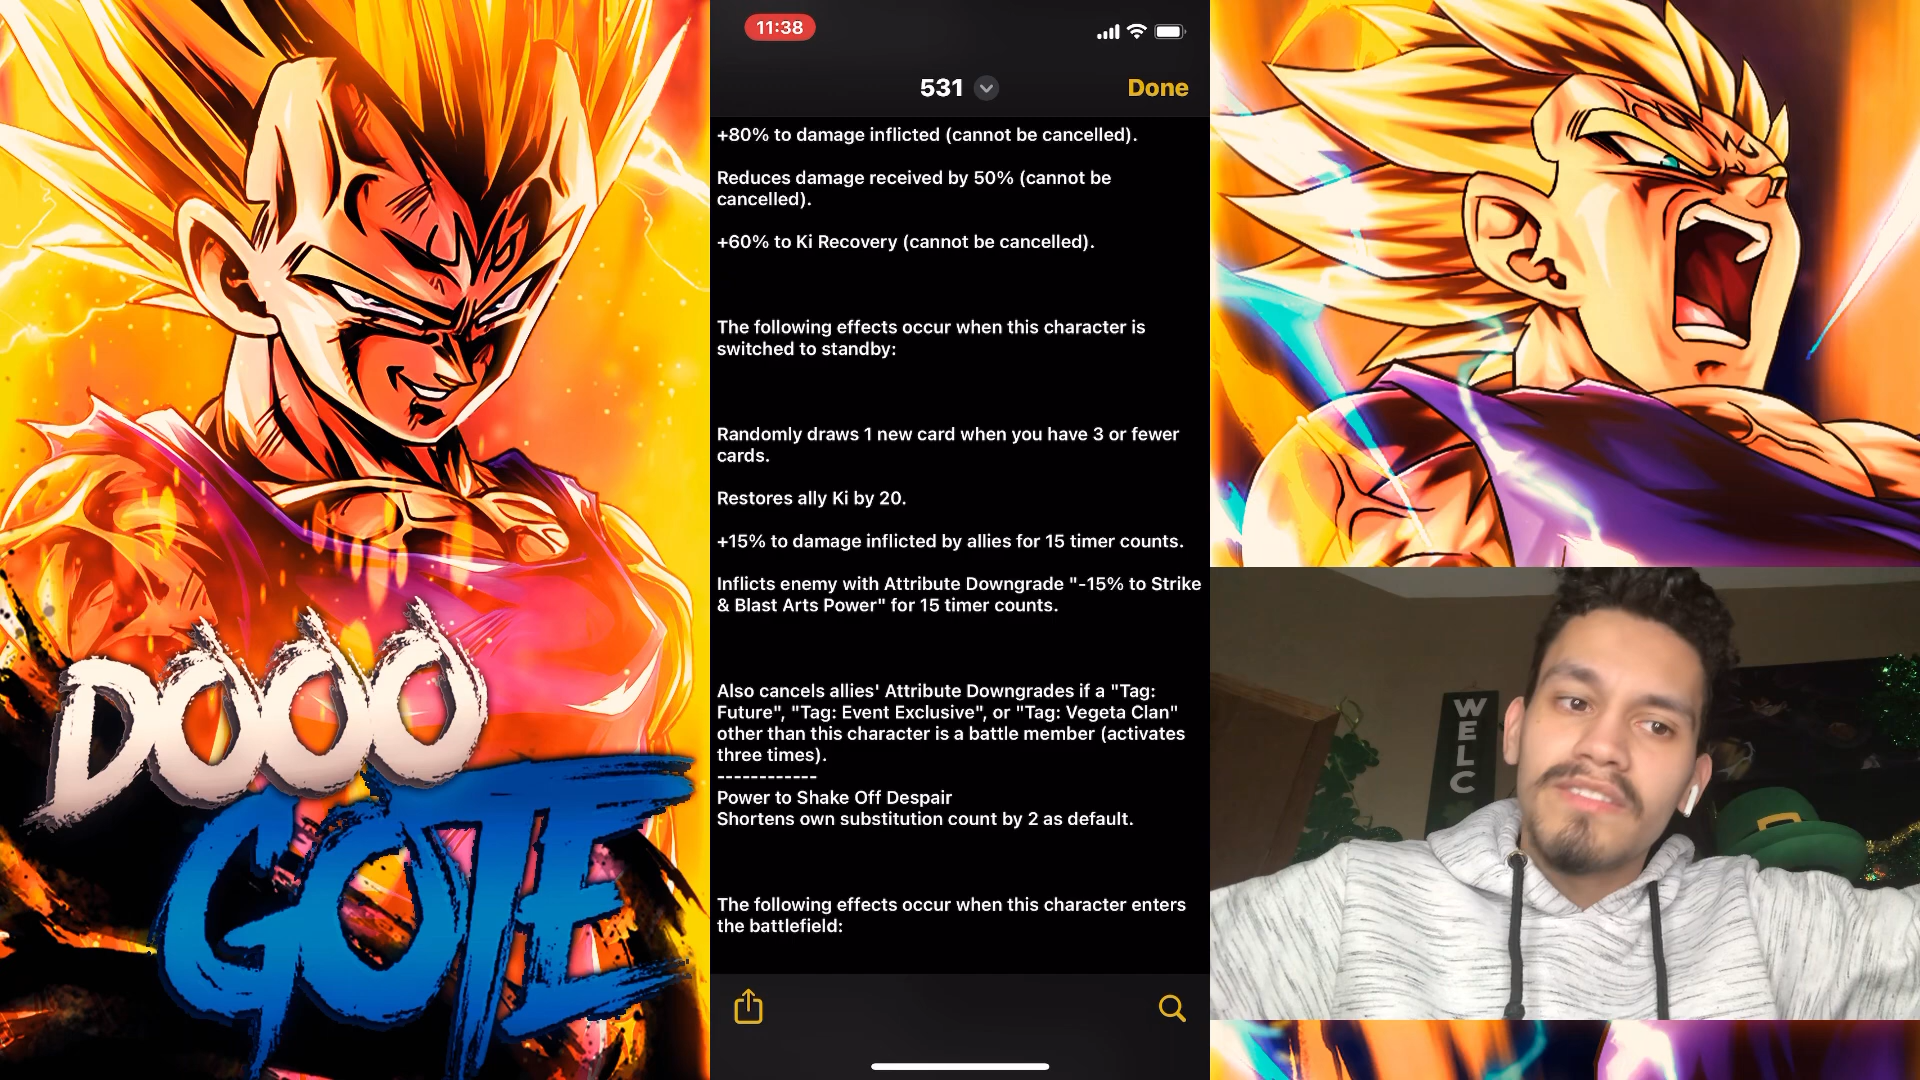 DOOO
GOTE
11:38
531
Done
+80% to damage inflicted (cannot be cancelled).
Reduces damage received by 50% (cannot be
cancelled).
+60% to Ki Recovery (cannot be cancelled).
The following effects occur when this character is
switched to standby:
Randomly draws 1 new card when you have 3 or fewer
cards.
Restores ally Ki by 20.
+15% to damage inflicted by allies for 15 timer counts.
Inflicts enemy with Attribute Downgrade "-15% to Strike
& Blast Arts Power" for 15 timer counts.
Also cancels allies' Attribute Downgrades if a "Tag:
Future", "Tag: Event Exclusive", or "Tag: Vegeta Clan"
other than this character is a battle member (activates
three times).
------------
Power to Shake Off Despair
Shortens own substitution count by 2 as default.
The following effects occur when this character enters
the battlefield:
WELC